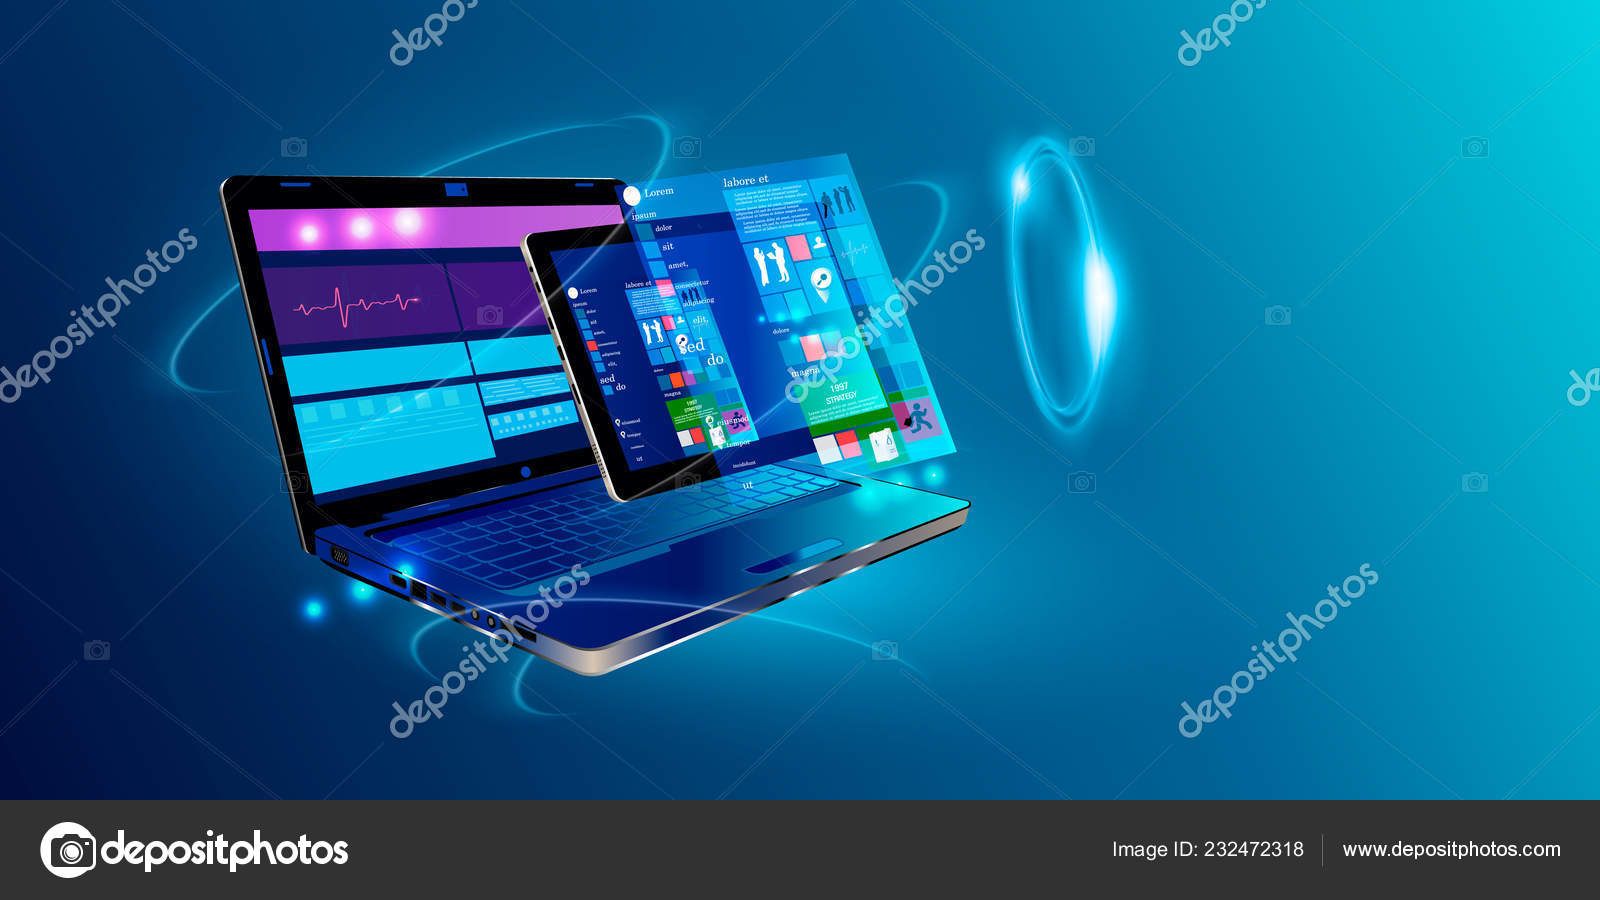 Lorem
ipsum
dolor
sit
amet,
consectetur
adipiscing
elit,
sed
do
eiusmod
tempor
incididunt
ut
labore et
dolore
magna
1997
STRATEGY
Lorem
ipsum
dolor
sit
amet,
consectetur
adipiscing
elit,
sed
do
eiusmod
tempor
ut
labore et
magna
1997
STRATEGY
depositphotos
depositphotos
depositphotos
depositphotos
depositphotos
depositphotos
depositphotos
Image ID: 232472318
www.depositphotos.com